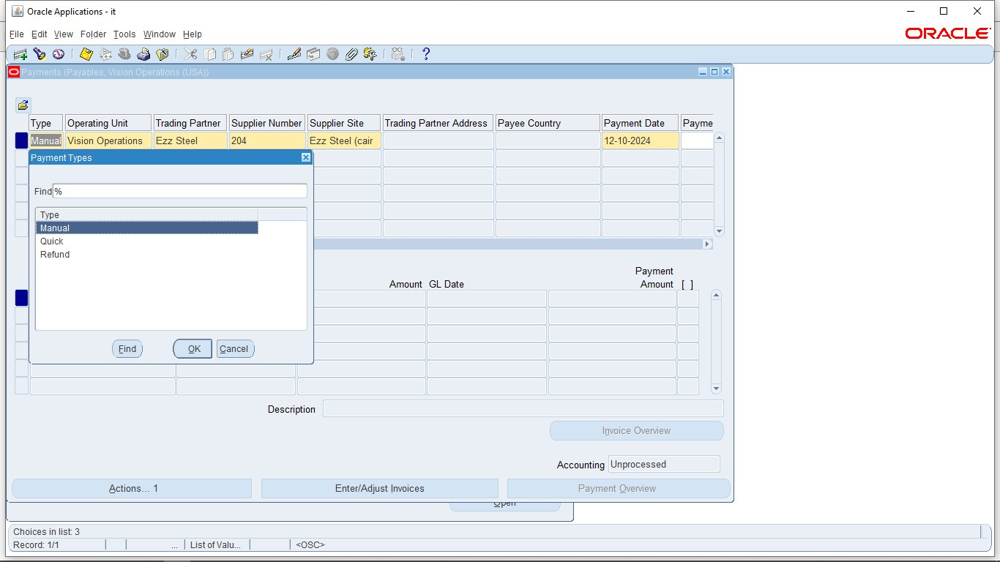 Oracle Applications - it
File Edit View Folder Tools Window Help
ORACLE
Payments (Payables, Vision Operations (USA))
Type Operating Unit Trading Partner Supplier Number Supplier Site Trading Partner Address Payee Country Payment Date Payme
Manual Vision Operations Ezz Steel 204 Ezz Steel (cair 12-10-2024
Payment Types
Find %
Type
Manual
Quick
Refund
Find OK Cancel
Payment
Amount GL Date Amount [ ]
Description
Invoice Overview
Accounting Unprocessed
Actions... 1 Enter/Adjust Invoices Payment Overview
Open
Choices in list: 3
Record: 1/1 ... List of Valu... <OSC>